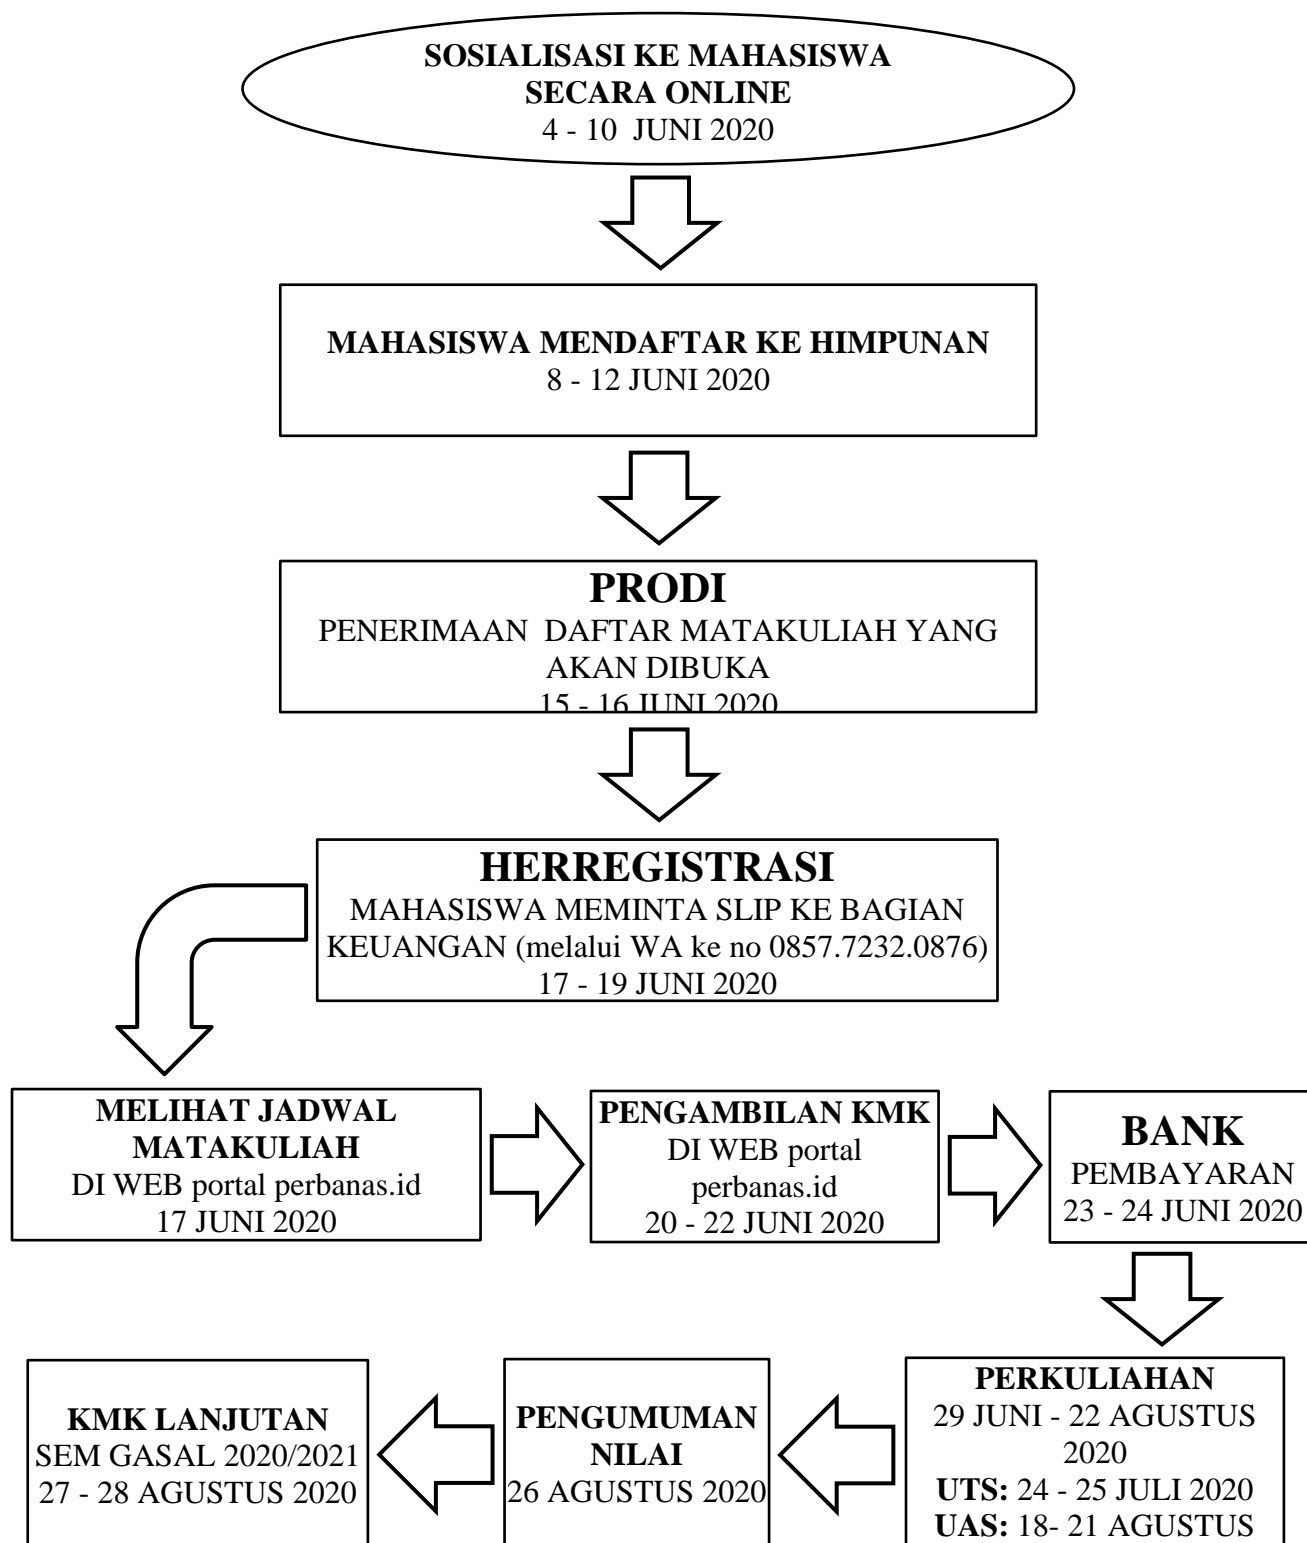 SOSIALISASI KE MAHASISWA
SECARA ONLINE
4 - 10 JUNI 2020
MAHASISWA MENDAFTAR KE HIMPUNAN
8 - 12 JUNI 2020
PRODI
PENERIMAAN DAFTAR MATAKULIAH YANG
AKAN DIBUKA
15 - 16 JUNI 2020
HERREGISTRASI
MAHASISWA MEMINTA SLIP KE BAGIAN
KEUANGAN (melalui WA ke no 0857.7232.0876)
17 - 19 JUNI 2020
MELIHAT JADWAL
MATAKULIAH
DI WEB portal perbanas.id
17 JUNI 2020
PENGAMBILAN KMK
DI WEB portal
perbanas.id
20 - 22 JUNI 2020
BANK
PEMBAYARAN
23 - 24 JUNI 2020
PERKULIAHAN
29 JUNI - 22 AGUSTUS
2020
UTS: 24 - 25 JULI 2020
UAS: 18- 21 AGUSTUS
PENGUMUMAN
NILAI
26 AGUSTUS 2020
KMK LANJUTAN
SEM GASAL 2020/2021
27 - 28 AGUSTUS 2020